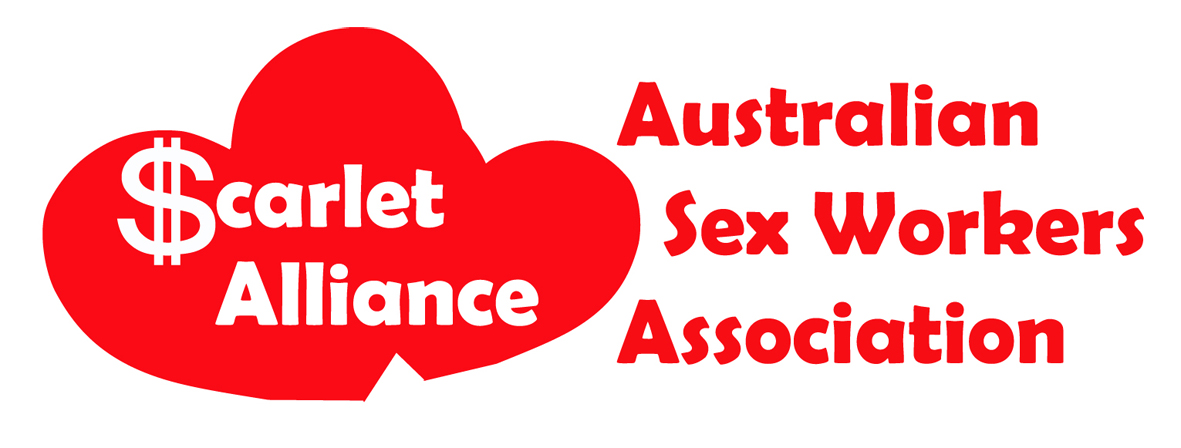 $carlet
Alliance
Australian
Sex Workers
Association